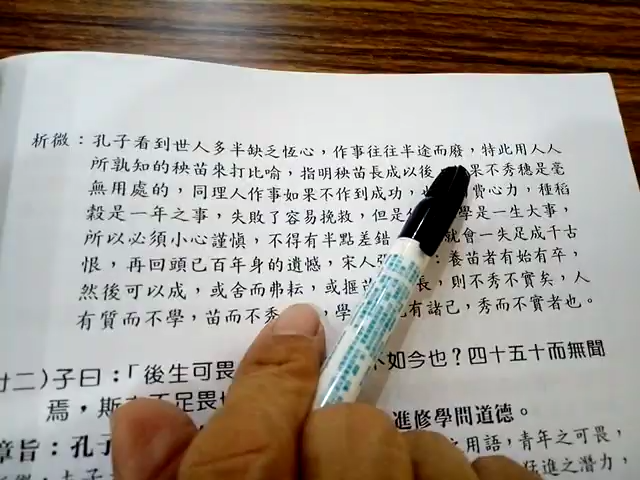 析微：孔子看到世人多半缺乏恆心，作事往往半途而廢，特此用人人
所孰知的秧苗來打比喻，指明秧苗長成以後 果不秀穗是毫
無用處的，同理人作事如果不作到成功， 費心力，種稻
穀是一年之事，失敗了容易挽救，但是 學是一生大事，
所以必須小心謹慎，不得有半點差錯 就會一失足成千古
恨，再回頭已百年身的遺憾，宋人 ：養苗者有始有卒，
然後可以成，或舍而弗耘，或揠苗 長，則不秀不實矣，人
有質而不學，苗而不秀 ，學 有諸己，秀而不實者也。
廿二）子曰：「後生可畏 不如今也？四十五十而無聞
焉，斯 不足畏也 進修學問道德。
章旨：孔子 之用語，青年之可畏，
猛進之潛力，